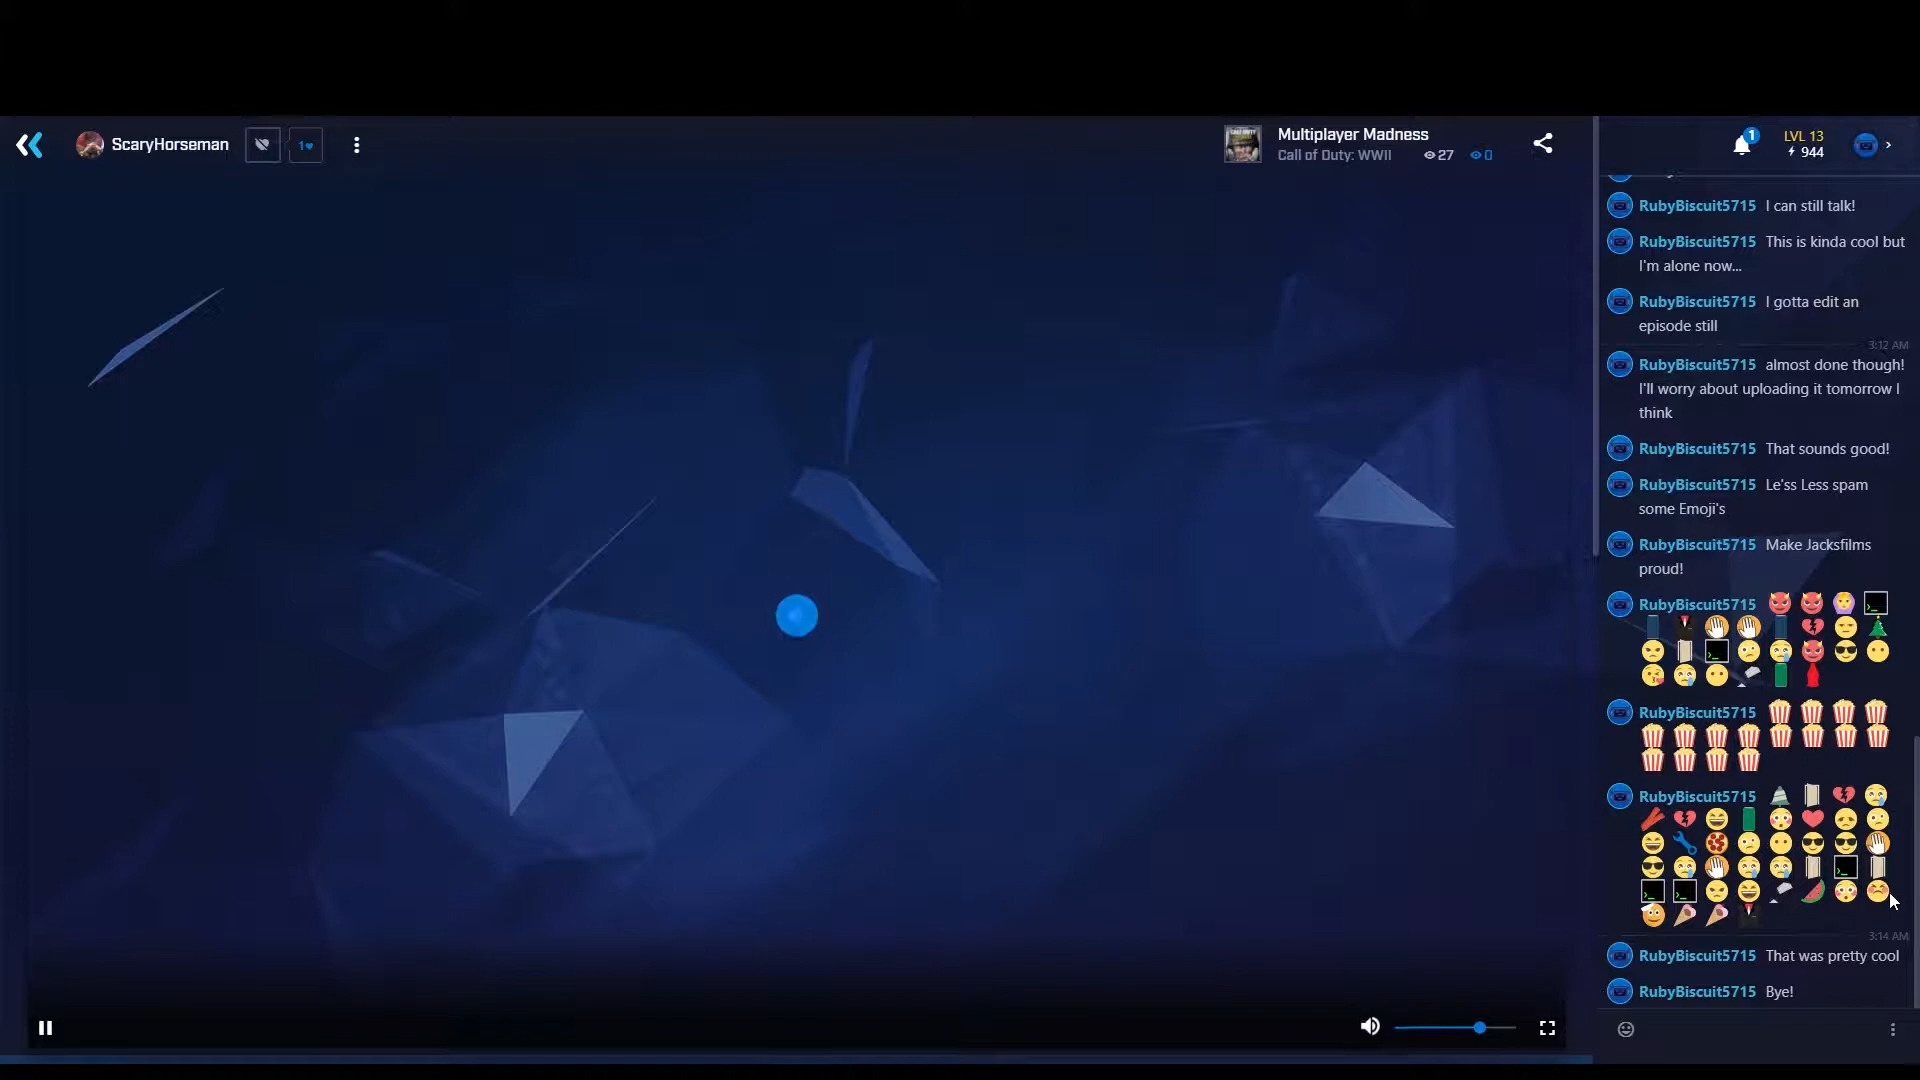 ScaryHorseman
1
Multiplayer Madness
Call of Duty: WWII
27
0
1
LVL 13
944
RubyBiscuit5715 I can still talk!
RubyBiscuit5715 This is kinda cool but
I'm alone now...
RubyBiscuit5715 I gotta edit an
episode still
3:12 AM
RubyBiscuit5715 almost done though!
I'll worry about uploading it tomorrow I
think
RubyBiscuit5715 That sounds good!
RubyBiscuit5715 Le'ss Less spam
some Emoji's
RubyBiscuit5715 Make Jacksfilms
proud!
RubyBiscuit5715
RubyBiscuit5715
RubyBiscuit5715
3:14 AM
RubyBiscuit5715 That was pretty cool
RubyBiscuit5715 Bye!